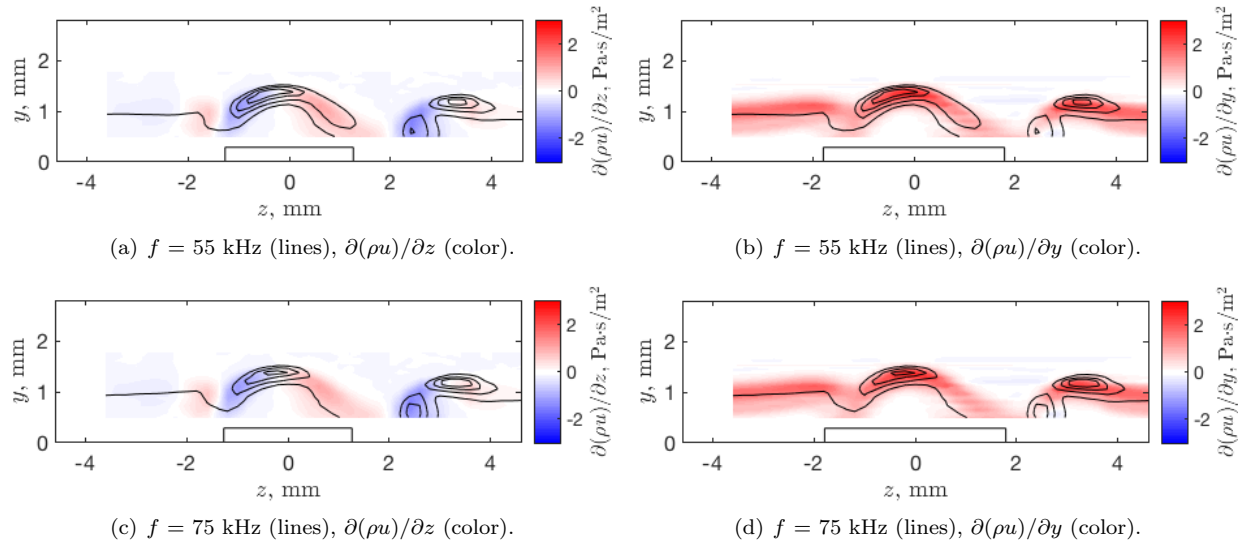 y, mm
2
1
0
-4
-2
0
2
4
z, mm
2
0
-2
∂(ρu)/∂z, Pa·s/m²
(a) f = 55 kHz (lines), ∂(ρu)/∂z (color).
y, mm
2
1
0
-4
-2
0
2
4
z, mm
2
0
-2
∂(ρu)/∂y, Pa·s/m²
(b) f = 55 kHz (lines), ∂(ρu)/∂y (color).
y, mm
2
1
0
-4
-2
0
2
4
z, mm
2
0
-2
∂(ρu)/∂z, Pa·s/m²
(c) f = 75 kHz (lines), ∂(ρu)/∂z (color).
y, mm
2
1
0
-4
-2
0
2
4
z, mm
2
0
-2
∂(ρu)/∂y, Pa·s/m²
(d) f = 75 kHz (lines), ∂(ρu)/∂y (color).